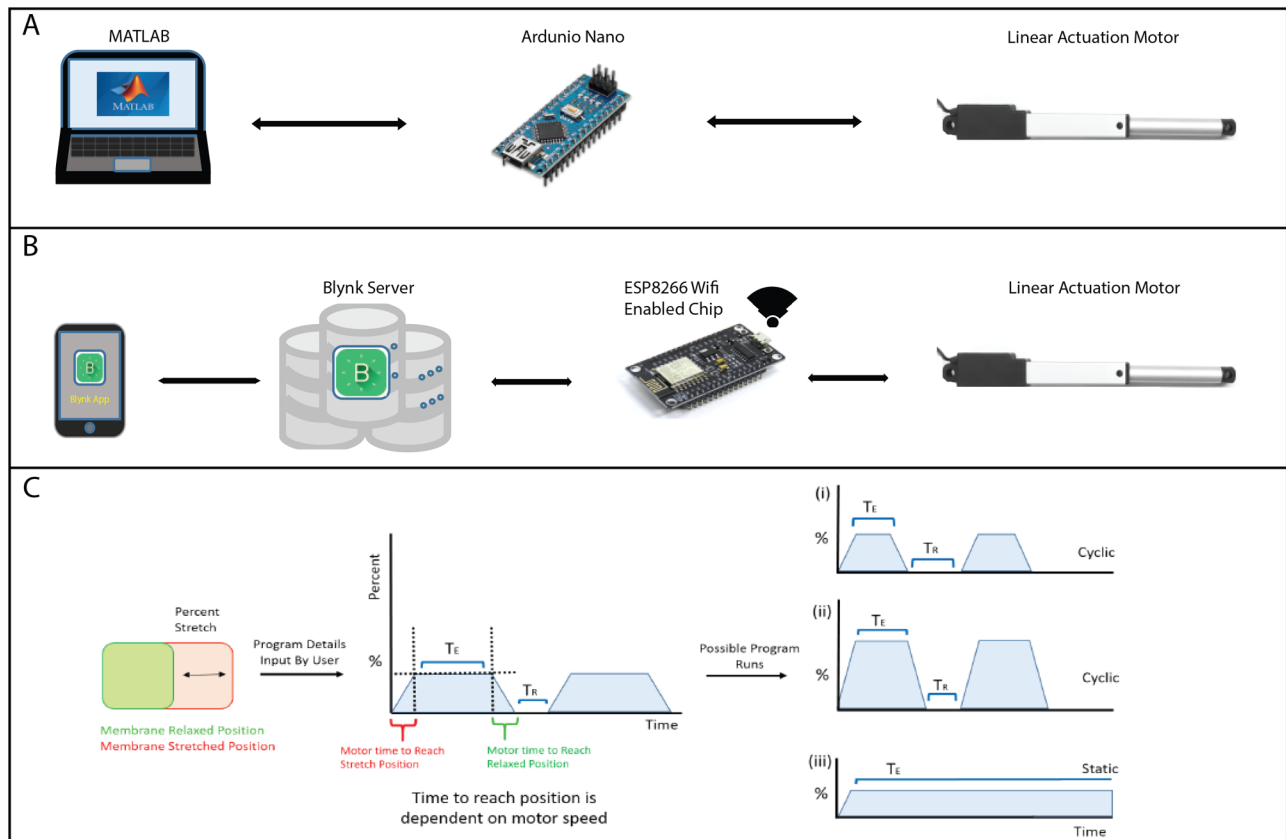 A
MATLAB
Ardunio Nano
Linear Actuation Motor
MATLAB
B
Blynk Server
ESP8266 Wifi
Enabled Chip
Linear Actuation Motor
B
Blynk App
C
Percent
Stretch
Program Details
Input By User
Membrane Relaxed Position
Membrane Stretched Position
Percent
%
TE
TR
Time
Motor time to Reach
Stretch Position
Motor time to Reach
Relaxed Position
Time to reach position is
dependent on motor speed
Possible Program
Runs
(i)
TE
%
TR
Cyclic
(ii)
TE
%
TR
Cyclic
(iii)
TE
Static
%
Time